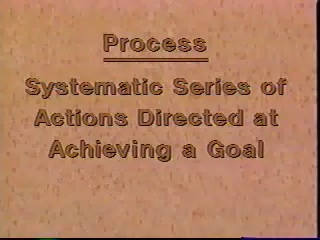 Process
Systematic Series of
Actions Directed at
Achieving a Goal